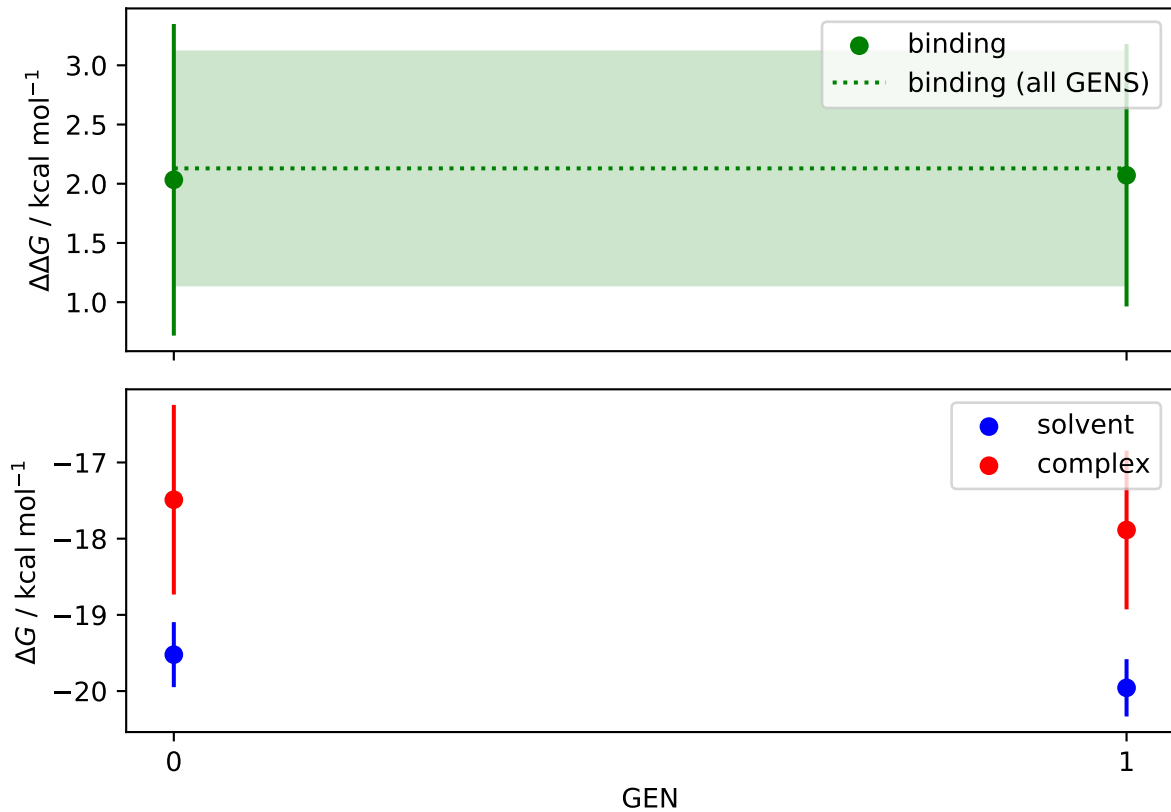 binding
binding (all GENS)
3.0
2.5
2.0
1.5
1.0
ΔΔG / kcal mol⁻¹
solvent
complex
−17
−18
−19
−20
ΔG / kcal mol⁻¹
0
1
GEN